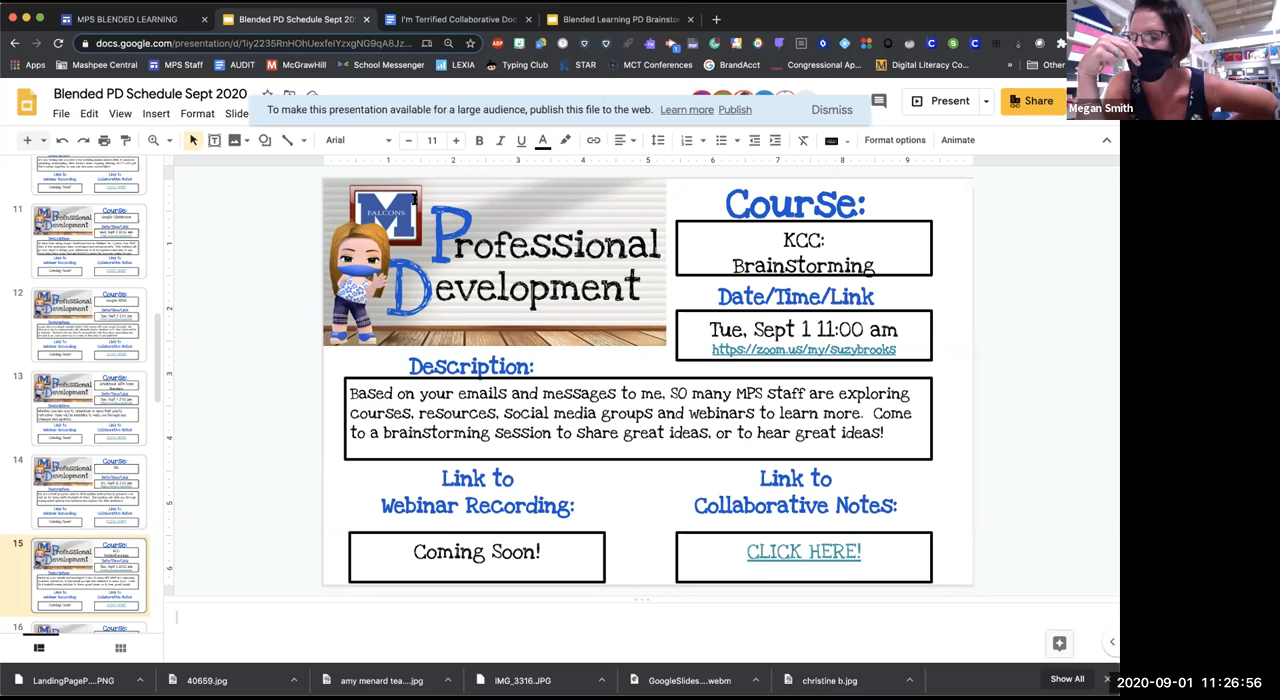 MPS BLENDED LEARNING
Blended PD Schedule Sept 202
I'm Terrified Collaborative Doc
Blended Learning PD Brainstor
docs.google.com/presentation/d/1iy2235RnHOhUexfeIYzxgNG9qA8Jz...
Apps
Mashpee Central
MPS Staff
AUDIT
McGrawHill
School Messenger
LEXIA
Typing Club
STAR
MCT Conferences
BrandAcct
Congressional Ap...
Digital Literacy Co...
»
Other
Blended PD Schedule Sept 2020
File Edit View Insert Format Slide
To make this presentation available for a large audience, publish this file to the web. Learn more Publish Dismiss
Present
Share
Megan Smith
Arial
11
Format options
Animate
11
12
13
14
15
16
FALCONS
Professional
Development
Course:
KCC:
Brainstorming
Date/Time/Link
Tue, Sept 1 11:00 am
https://zoom.us/my/suzybrooks
Description:
Based on your emails and messages to me, SO many MPS staff are exploring
courses, resources, social media groups and webinars to learn more. Come
to a brainstorming session to share great ideas, or to hear great ideas!
Link to
Webinar Recording:
Link to
Collaborative Notes:
Coming Soon!
CLICK HERE!
LandingPageP....PNG
40659.jpg
amy menard tea....jpg
IMG_3316.JPG
GoogleSlides....webm
christine b.jpg
Show All
2020-09-01 11:26:56